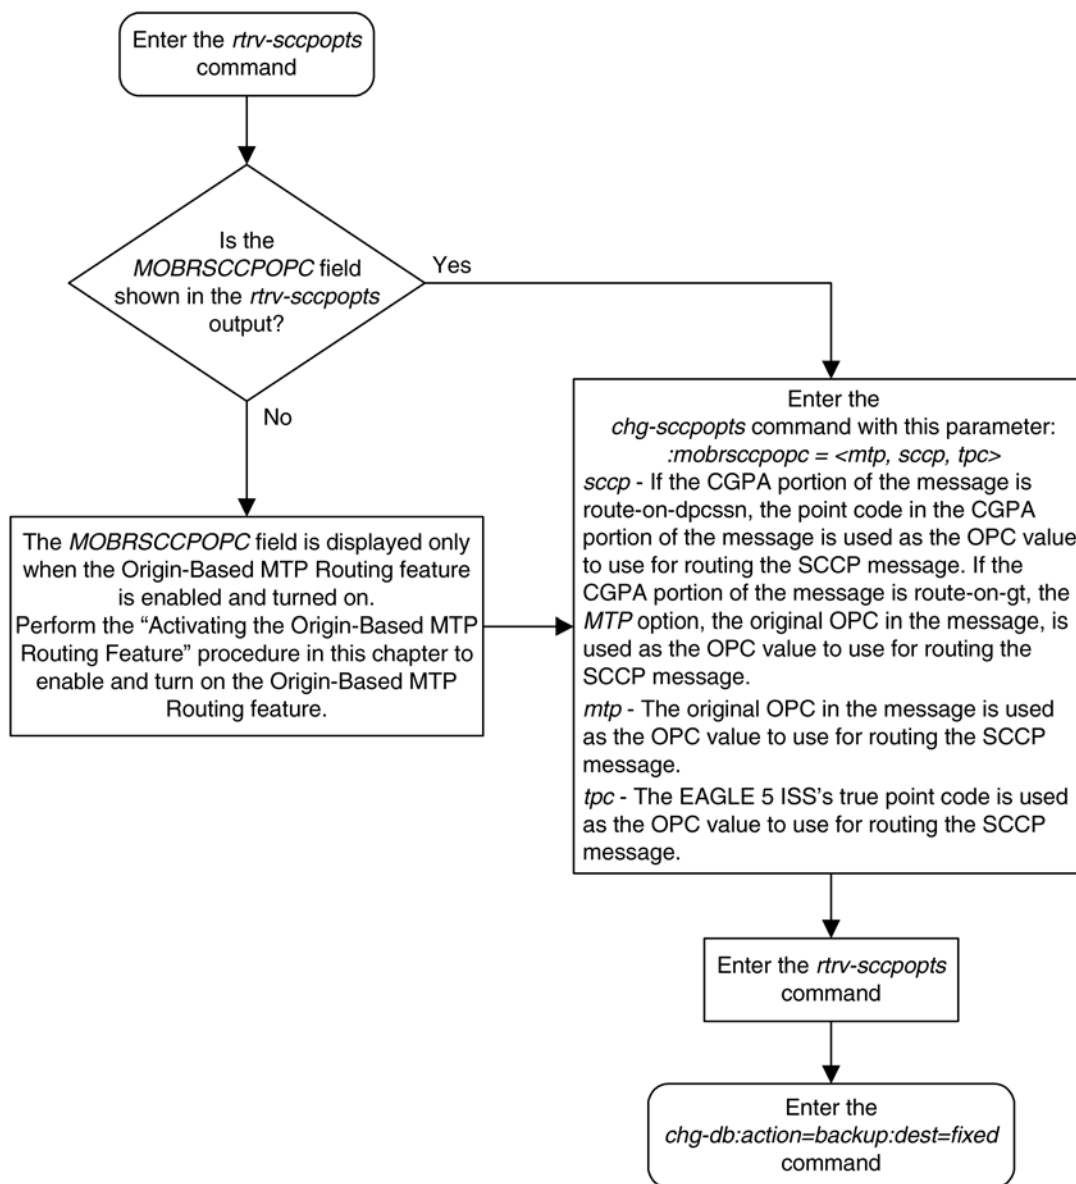 Enter the rtrv-sccpopts
command
Is the
MOBRSCCPOPC field
shown in the rtrv-sccpopts
output?
Yes
No
The MOBRSCCPOPC field is displayed only
when the Origin-Based MTP Routing feature
is enabled and turned on.
Perform the “Activating the Origin-Based MTP
Routing Feature” procedure in this chapter to
enable and turn on the Origin-Based MTP
Routing feature.
Enter the
chg-sccpopts command with this parameter:
:mobrsccpopc = <mtp, sccp, tpc>
sccp - If the CGPA portion of the message is
route-on-dpcssn, the point code in the CGPA
portion of the message is used as the OPC value
to use for routing the SCCP message. If the
CGPA portion of the message is route-on-gt, the
MTP option, the original OPC in the message, is
used as the OPC value to use for routing the
SCCP message.
mtp - The original OPC in the message is used
as the OPC value to use for routing the SCCP
message.
tpc - The EAGLE 5 ISS’s true point code is used
as the OPC value to use for routing the SCCP
message.
Enter the rtrv-sccpopts
command
Enter the
chg-db:action=backup:dest=fixed
command